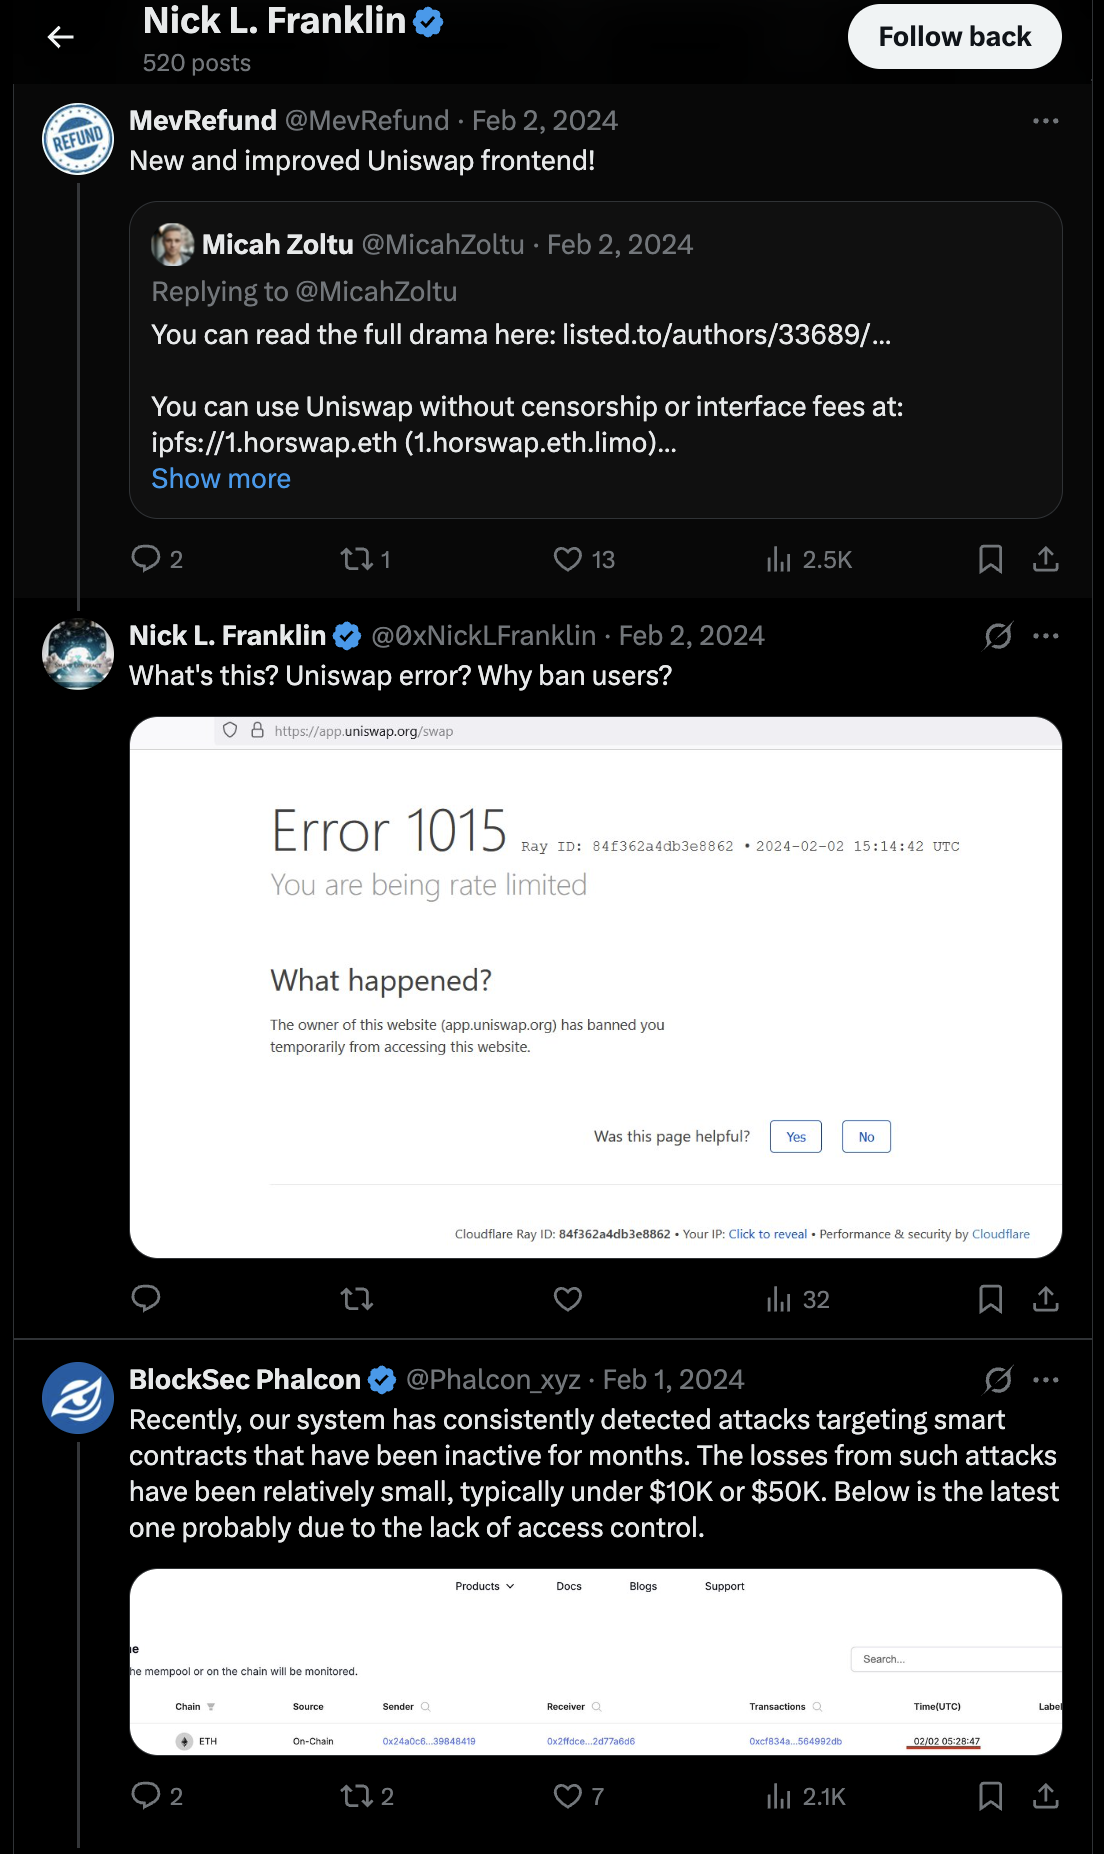 Nick L. Franklin
520 posts
Follow back
REFUND
MevRefund @MevRefund · Feb 2, 2024
New and improved Uniswap frontend!
Micah Zoltu @MicahZoltu · Feb 2, 2024
Replying to @MicahZoltu
You can read the full drama here: listed.to/authors/33689/...
You can use Uniswap without censorship or interface fees at:
ipfs://1.horswap.eth (1.horswap.eth.limo)...
Show more
2 1 13 2.5K
Nick L. Franklin @0xNickLFranklin · Feb 2, 2024
What's this? Uniswap error? Why ban users?
https://app.uniswap.org/swap
Error 1015 Ray ID: 84f362a4db3e8862 • 2024-02-02 15:14:42 UTC
You are being rate limited
What happened?
The owner of this website (app.uniswap.org) has banned you
temporarily from accessing this website.
Was this page helpful? Yes No
Cloudflare Ray ID: 84f362a4db3e8862 • Your IP: Click to reveal • Performance & security by Cloudflare
32
BlockSec Phalcon @Phalcon_xyz · Feb 1, 2024
Recently, our system has consistently detected attacks targeting smart
contracts that have been inactive for months. The losses from such attacks
have been relatively small, typically under $10K or $50K. Below is the latest
one probably due to the lack of access control.
Products Docs Blogs Support
ne
he mempool or on the chain will be monitored.
Search...
Chain Source Sender Receiver Transactions Time(UTC) Label
ETH On-Chain 0x24a0c6...39848419 0x2ffdce...2d77a6d6 0xcf834a...564992db 02/02 05:28:47
2 2 7 2.1K